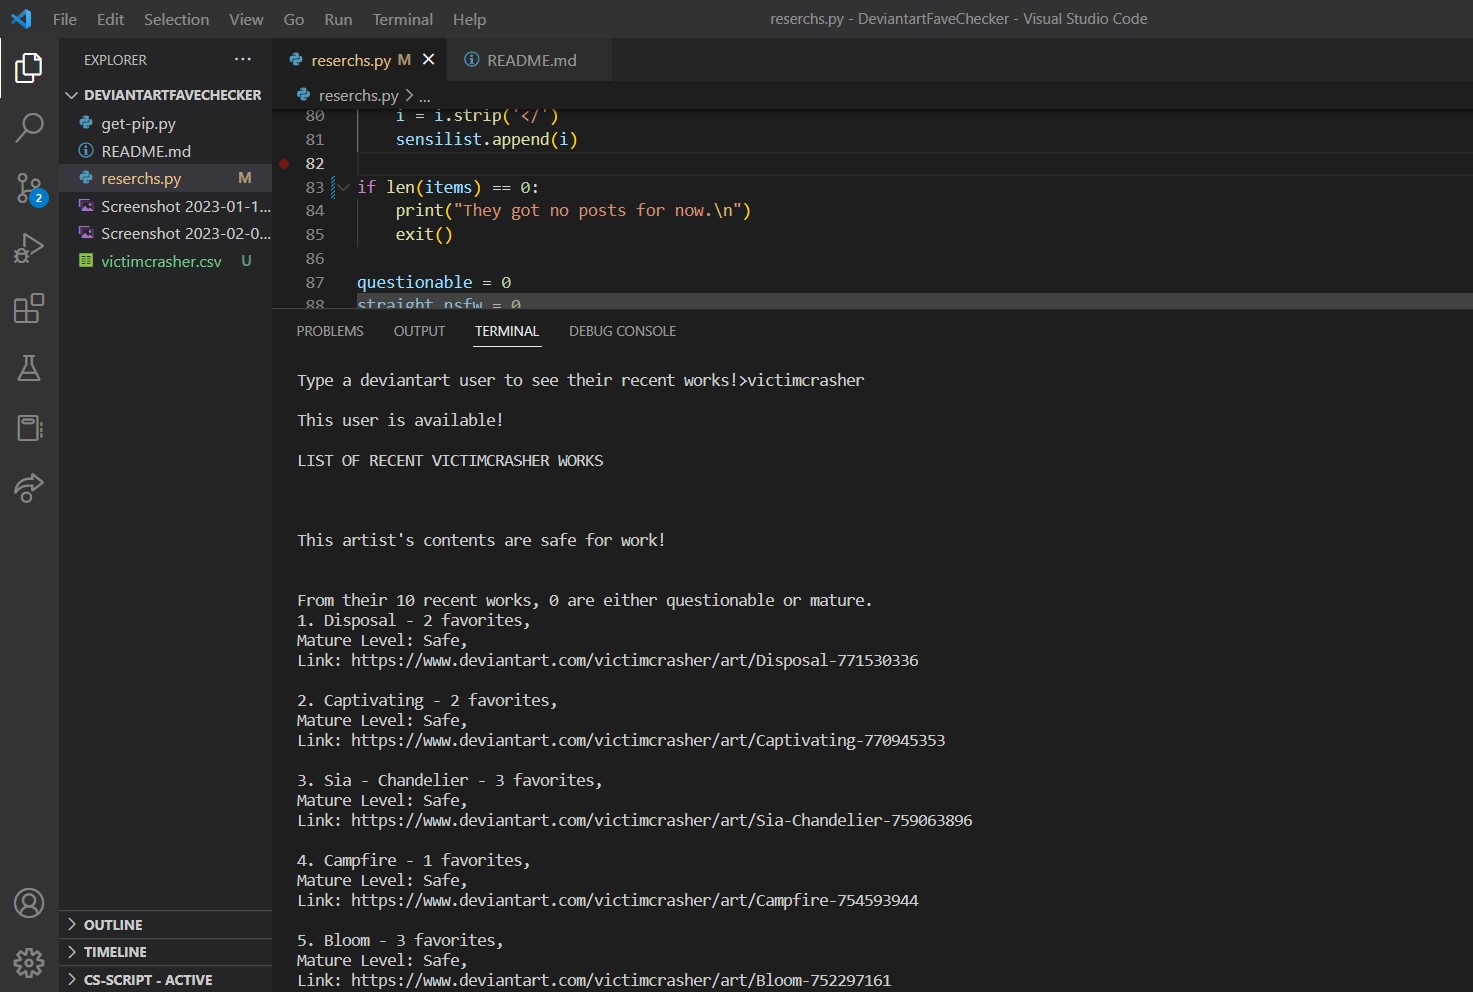 File Edit Selection View Go Run Terminal Help reserchs.py - DeviantartFaveChecker - Visual Studio Code
EXPLORER ...
DEVIANTARTFAVECHECKER
get-pip.py
README.md
reserchs.py M
Screenshot 2023-01-1...
Screenshot 2023-02-0...
victimcrasher.csv U
2
OUTLINE
TIMELINE
CS-SCRIPT - ACTIVE
reserchs.py M README.md
reserchs.py > ...
80 i = i.strip('</')
81 sensilist.append(i)
82
83 if len(items) == 0:
84 print("They got no posts for now.\n")
85 exit()
86
87 questionable = 0
88 straight_nsfw = 0
PROBLEMS OUTPUT TERMINAL DEBUG CONSOLE
Type a deviantart user to see their recent works!>victimcrasher
This user is available!
LIST OF RECENT VICTIMCRASHER WORKS
This artist's contents are safe for work!
From their 10 recent works, 0 are either questionable or mature.
1. Disposal - 2 favorites,
Mature Level: Safe,
Link: https://www.deviantart.com/victimcrasher/art/Disposal-771530336
2. Captivating - 2 favorites,
Mature Level: Safe,
Link: https://www.deviantart.com/victimcrasher/art/Captivating-770945353
3. Sia - Chandelier - 3 favorites,
Mature Level: Safe,
Link: https://www.deviantart.com/victimcrasher/art/Sia-Chandelier-759063896
4. Campfire - 1 favorites,
Mature Level: Safe,
Link: https://www.deviantart.com/victimcrasher/art/Campfire-754593944
5. Bloom - 3 favorites,
Mature Level: Safe,
Link: https://www.deviantart.com/victimcrasher/art/Bloom-752297161